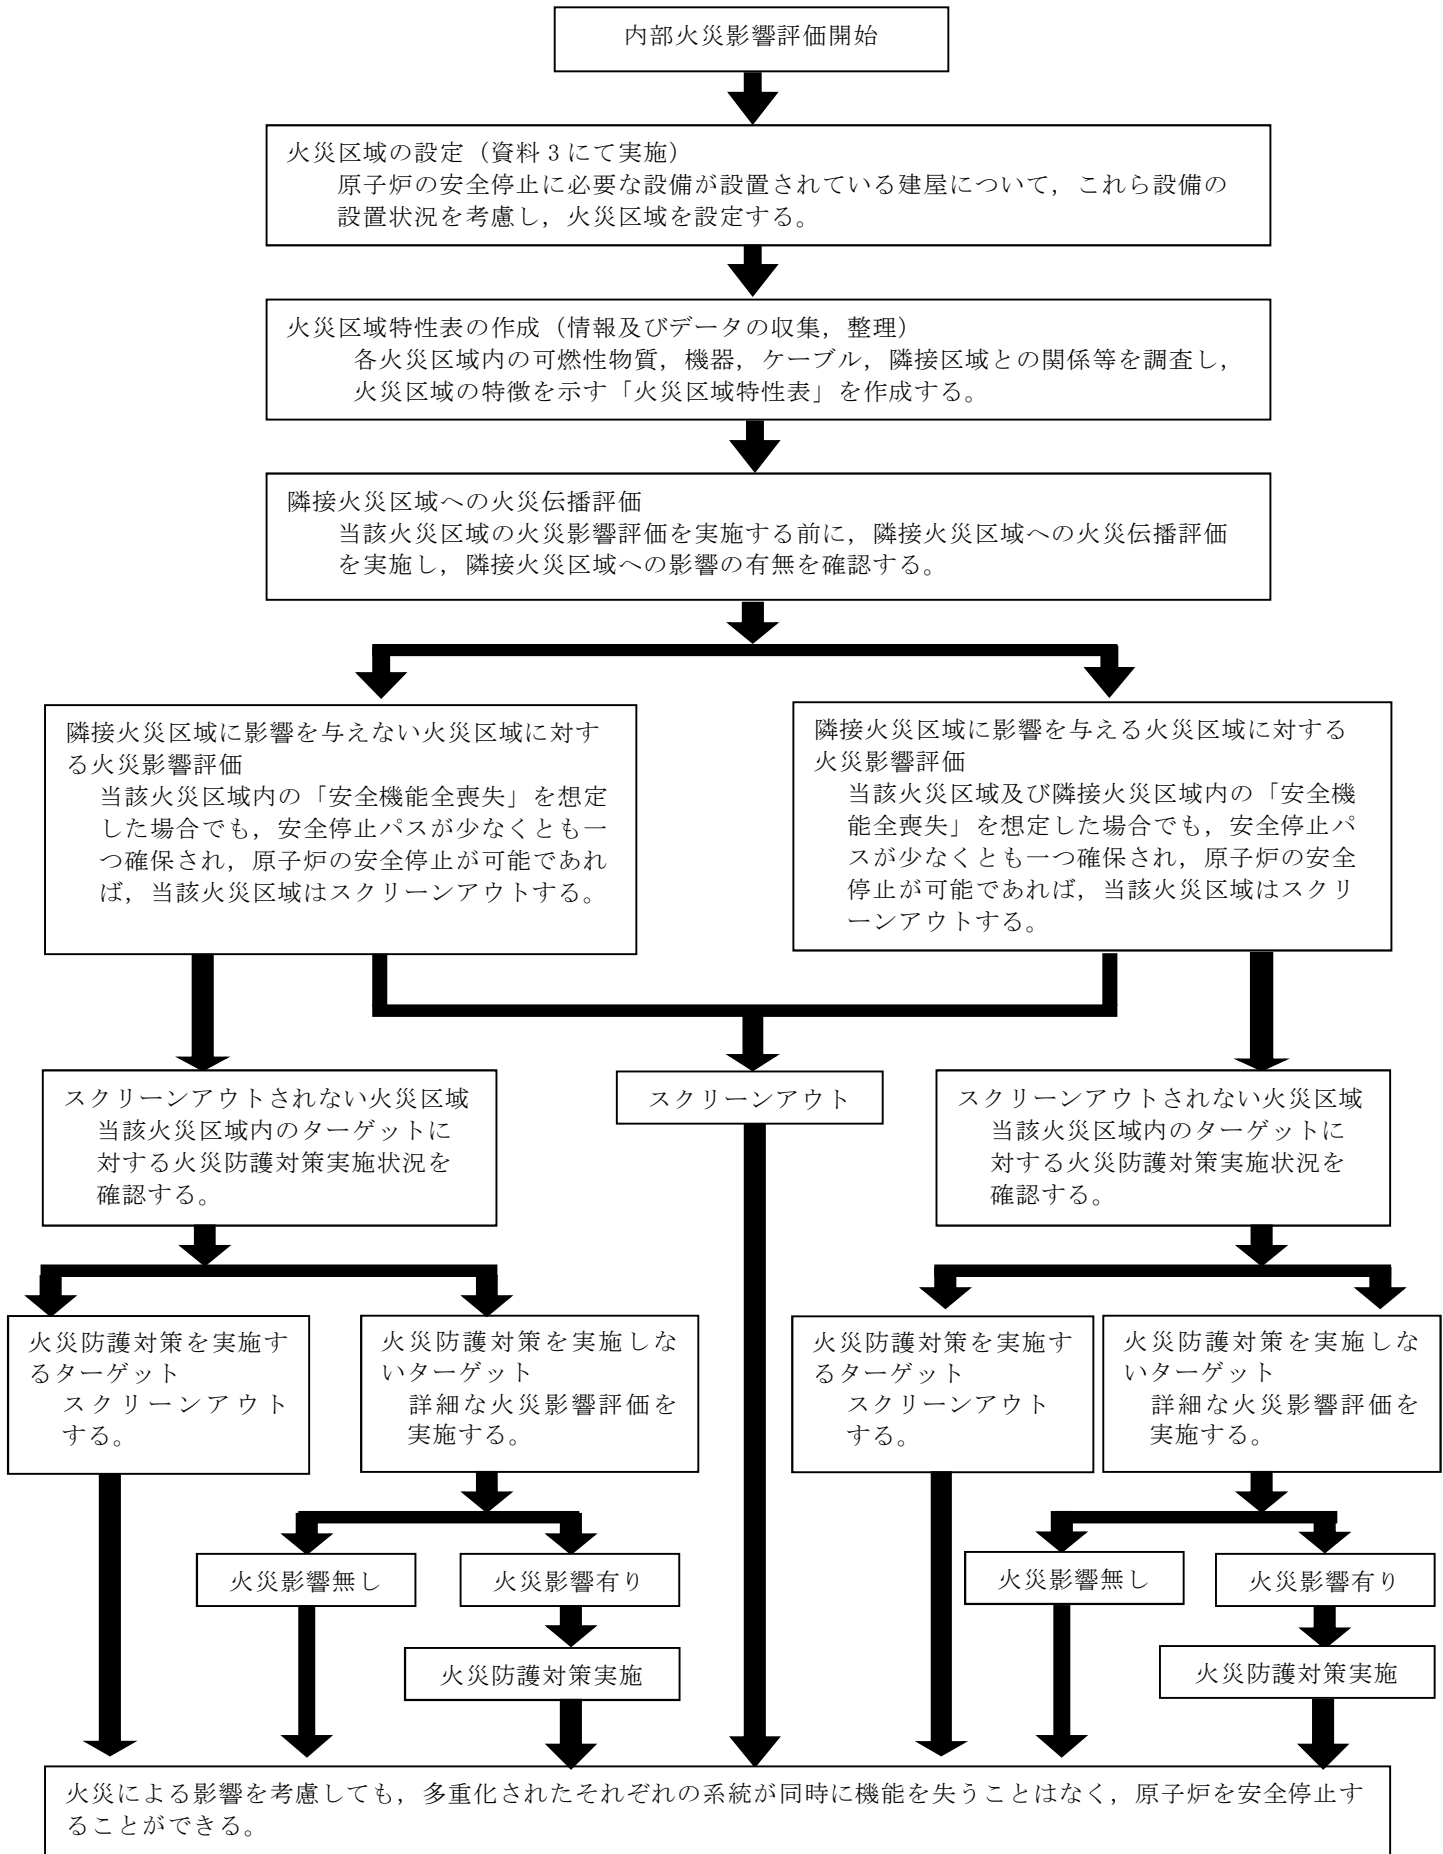 内部火災影響評価開始
火災区域の設定（資料３にて実施）
原子炉の安全停止に必要な設備が設置されている建屋について，これら設備の
設置状況を考慮し，火災区域を設定する。
火災区域特性表の作成（情報及びデータの収集，整理）
各火災区域内の可燃性物質，機器，ケーブル，隣接区域との関係等を調査し，
火災区域の特徴を示す「火災区域特性表」を作成する。
隣接火災区域への火災伝播評価
当該火災区域の火災影響評価を実施する前に，隣接火災区域への火災伝播評価
を実施し，隣接火災区域への影響の有無を確認する。
隣接火災区域に影響を与えない火災区域に対す
る火災影響評価
当該火災区域内の「安全機能全喪失」を想定
した場合でも，安全停止パスが少なくとも一
つ確保され，原子炉の安全停止が可能であれ
ば，当該火災区域はスクリーンアウトする。
隣接火災区域に影響を与える火災区域に対する
火災影響評価
当該火災区域及び隣接火災区域内の「安全機
能全喪失」を想定した場合でも，安全停止パ
スが少なくとも一つ確保され，原子炉の安全
停止が可能であれば，当該火災区域はスクリ
ーンアウトする。
スクリーンアウトされない火災区域
当該火災区域内のターゲットに
対する火災防護対策実施状況を
確認する。
スクリーンアウト
スクリーンアウトされない火災区域
当該火災区域内のターゲットに
対する火災防護対策実施状況を
確認する。
火災防護対策を実施す
るターゲット
スクリーンアウト
する。
火災防護対策を実施しな
いターゲット
詳細な火災影響評価を
実施する。
火災防護対策を実施す
るターゲット
スクリーンアウト
する。
火災防護対策を実施しな
いターゲット
詳細な火災影響評価を
実施する。
火災影響無し
火災影響有り
火災影響無し
火災影響有り
火災防護対策実施
火災防護対策実施
火災による影響を考慮しても，多重化されたそれぞれの系統が同時に機能を失うことはなく，原子炉を安全停止す
ることができる。